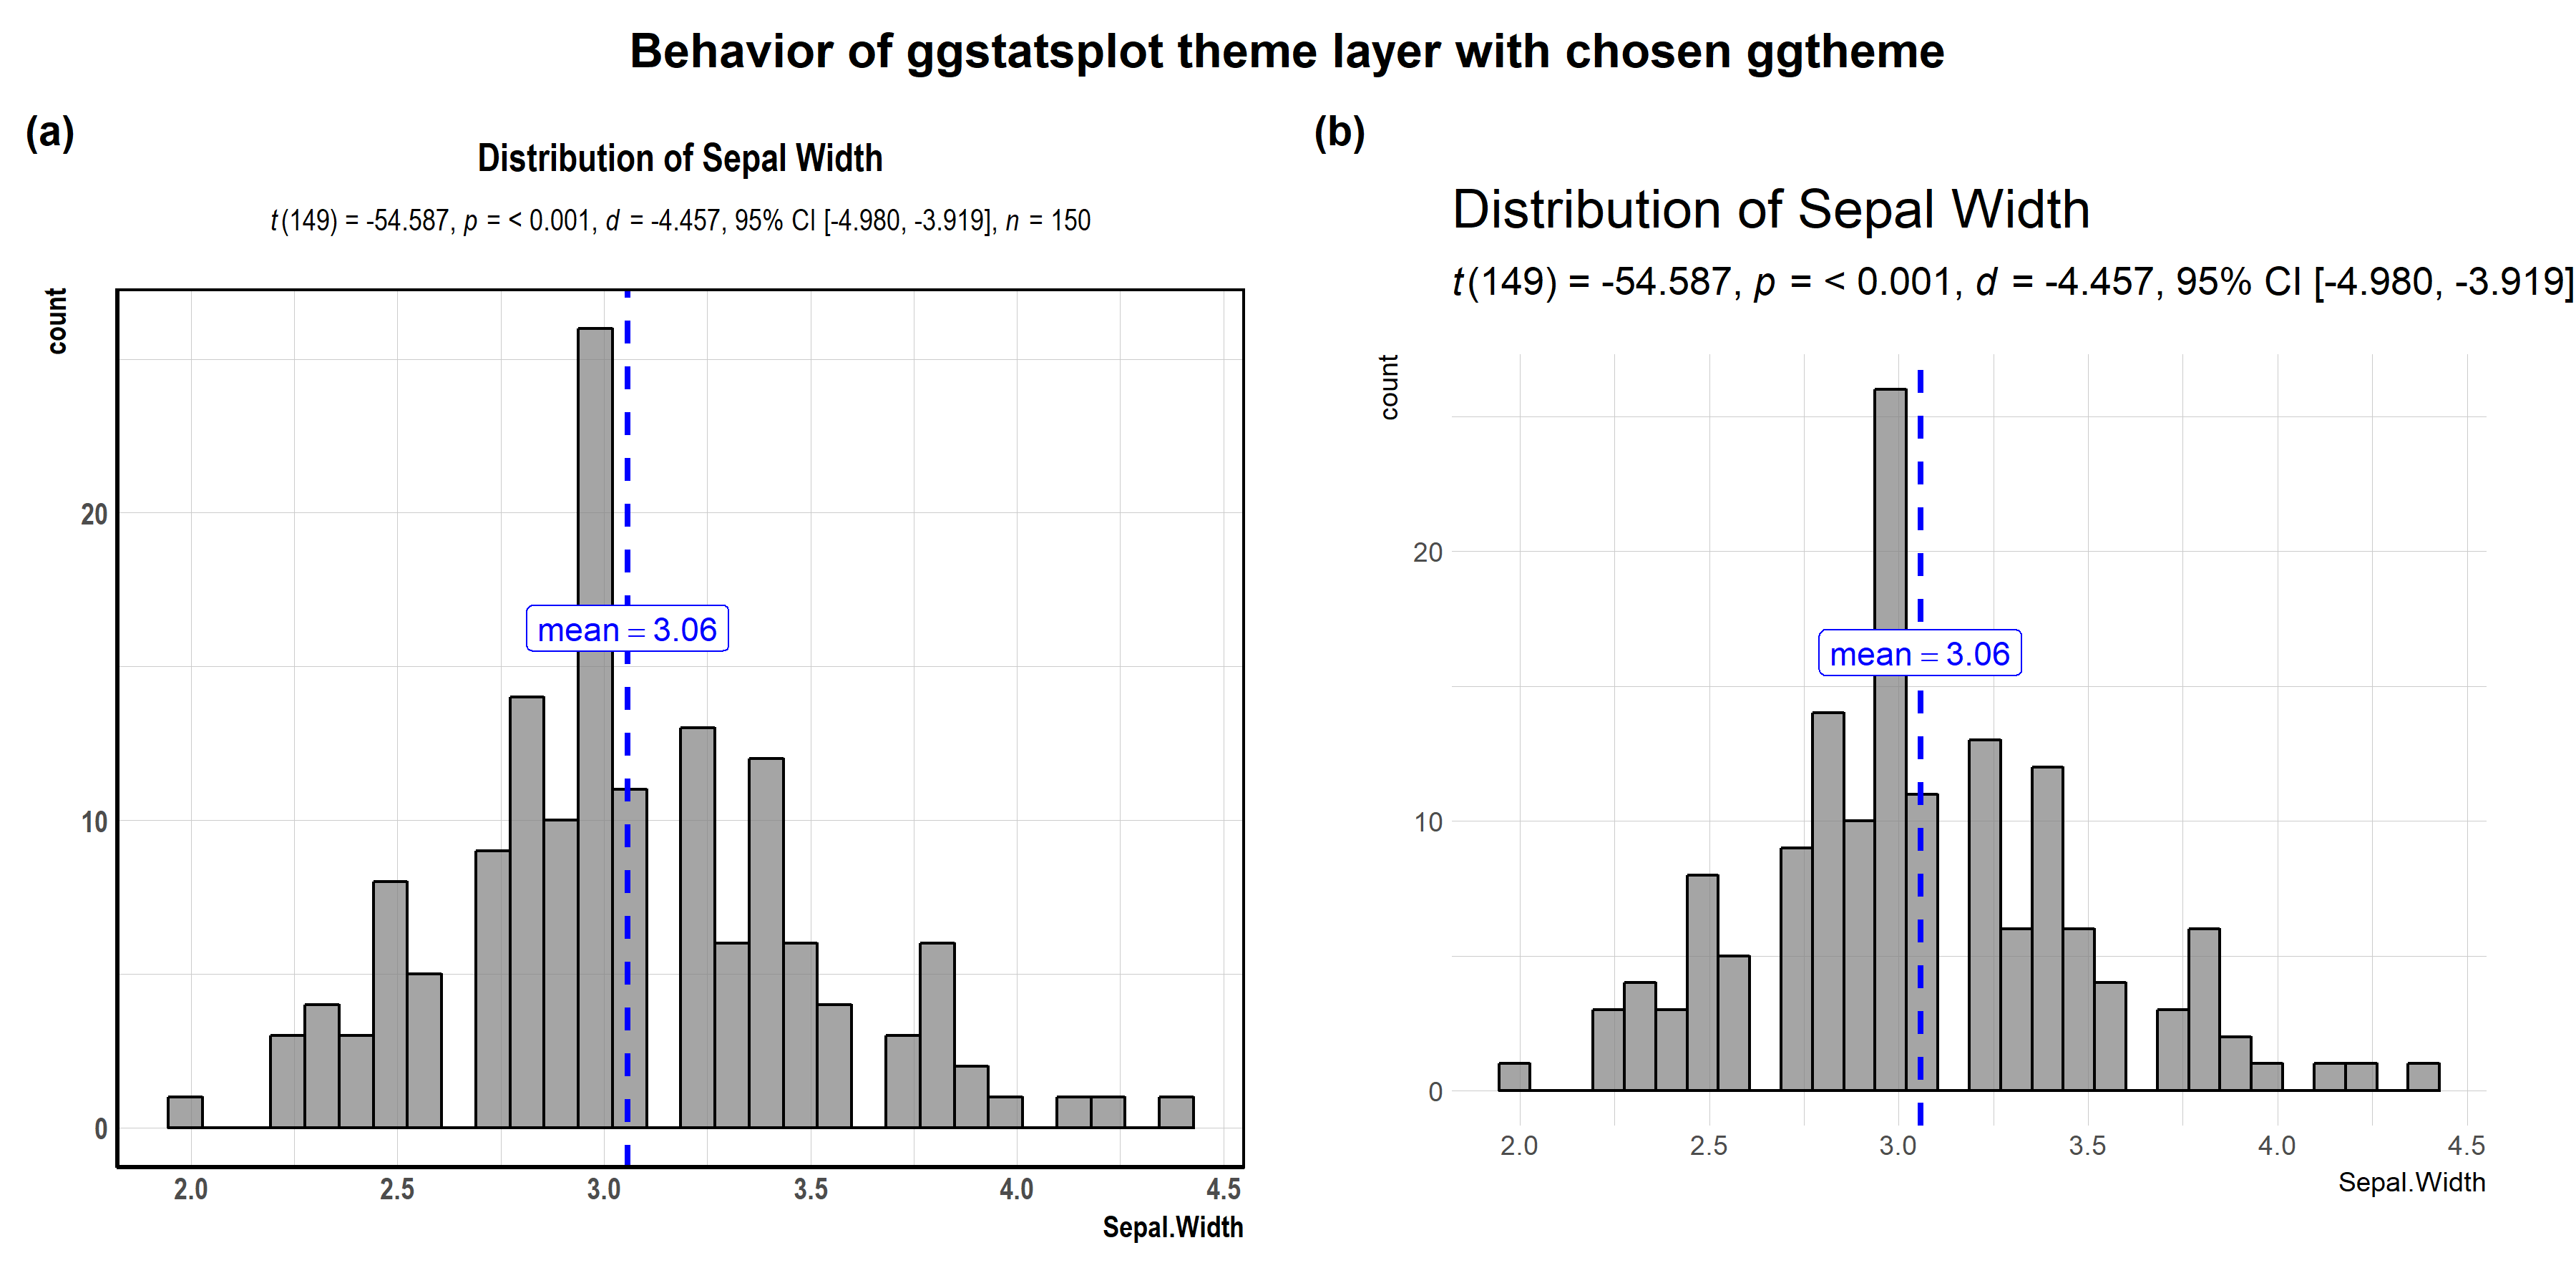 Behavior of ggstatsplot theme layer with chosen ggtheme
(a)
Distribution of Sepal Width
t(149) = -54.587, p = < 0.001, d = -4.457, 95% CI [-4.980, -3.919], n = 150
count
20
10
0
mean = 3.06
2.0 2.5 3.0 3.5 4.0 4.5
Sepal.Width
(b)
Distribution of Sepal Width
t(149) = -54.587, p = < 0.001, d = -4.457, 95% CI [-4.980, -3.919]
count
20
10
0
mean = 3.06
2.0 2.5 3.0 3.5 4.0 4.5
Sepal.Width